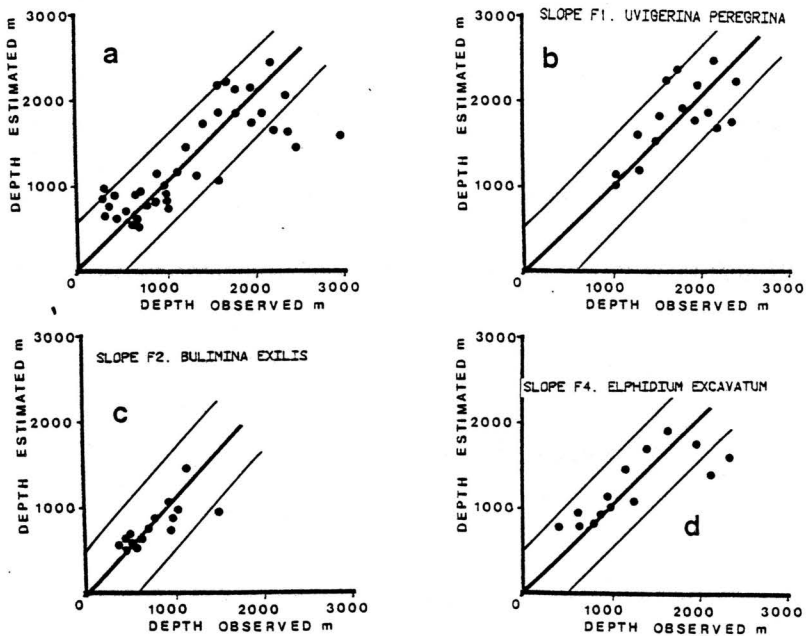 3000
2000
1000
0
DEPTH ESTIMATED m
a
1000
2000
3000
DEPTH OBSERVED m
SLOPE F1. UVIGERINA PEREGRINA
3000
2000
1000
0
DEPTH ESTIMATED m
b
1000
2000
3000
DEPTH OBSERVED m
SLOPE F2. BULIMINA EXILIS
3000
2000
1000
0
DEPTH ESTIMATED m
c
1000
2000
3000
DEPTH OBSERVED m
SLOPE F4. ELPHIDIUM EXCAVATUM
3000
2000
1000
0
DEPTH ESTIMATED m
d
1000
2000
3000
DEPTH OBSERVED m